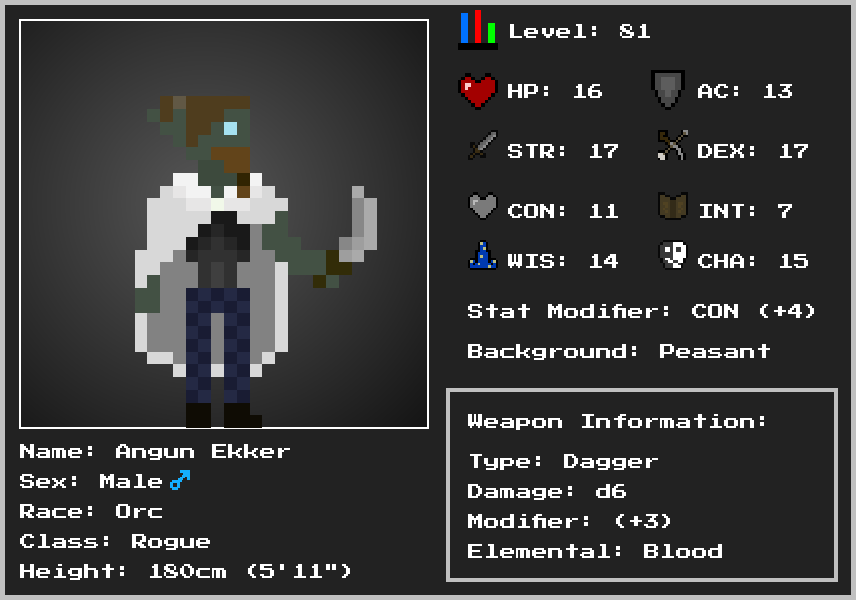 Level: 81
HP: 16 AC: 13
STR: 17 DEX: 17
CON: 11 INT: 7
WIS: 14 CHA: 15
Stat Modifier: CON (+4)
Background: Peasant
Weapon Information:
Type: Dagger
Damage: d6
Modifier: (+3)
Elemental: Blood
Name: Angun Ekker
Sex: Male ♂
Race: Orc
Class: Rogue
Height: 180cm (5'11")